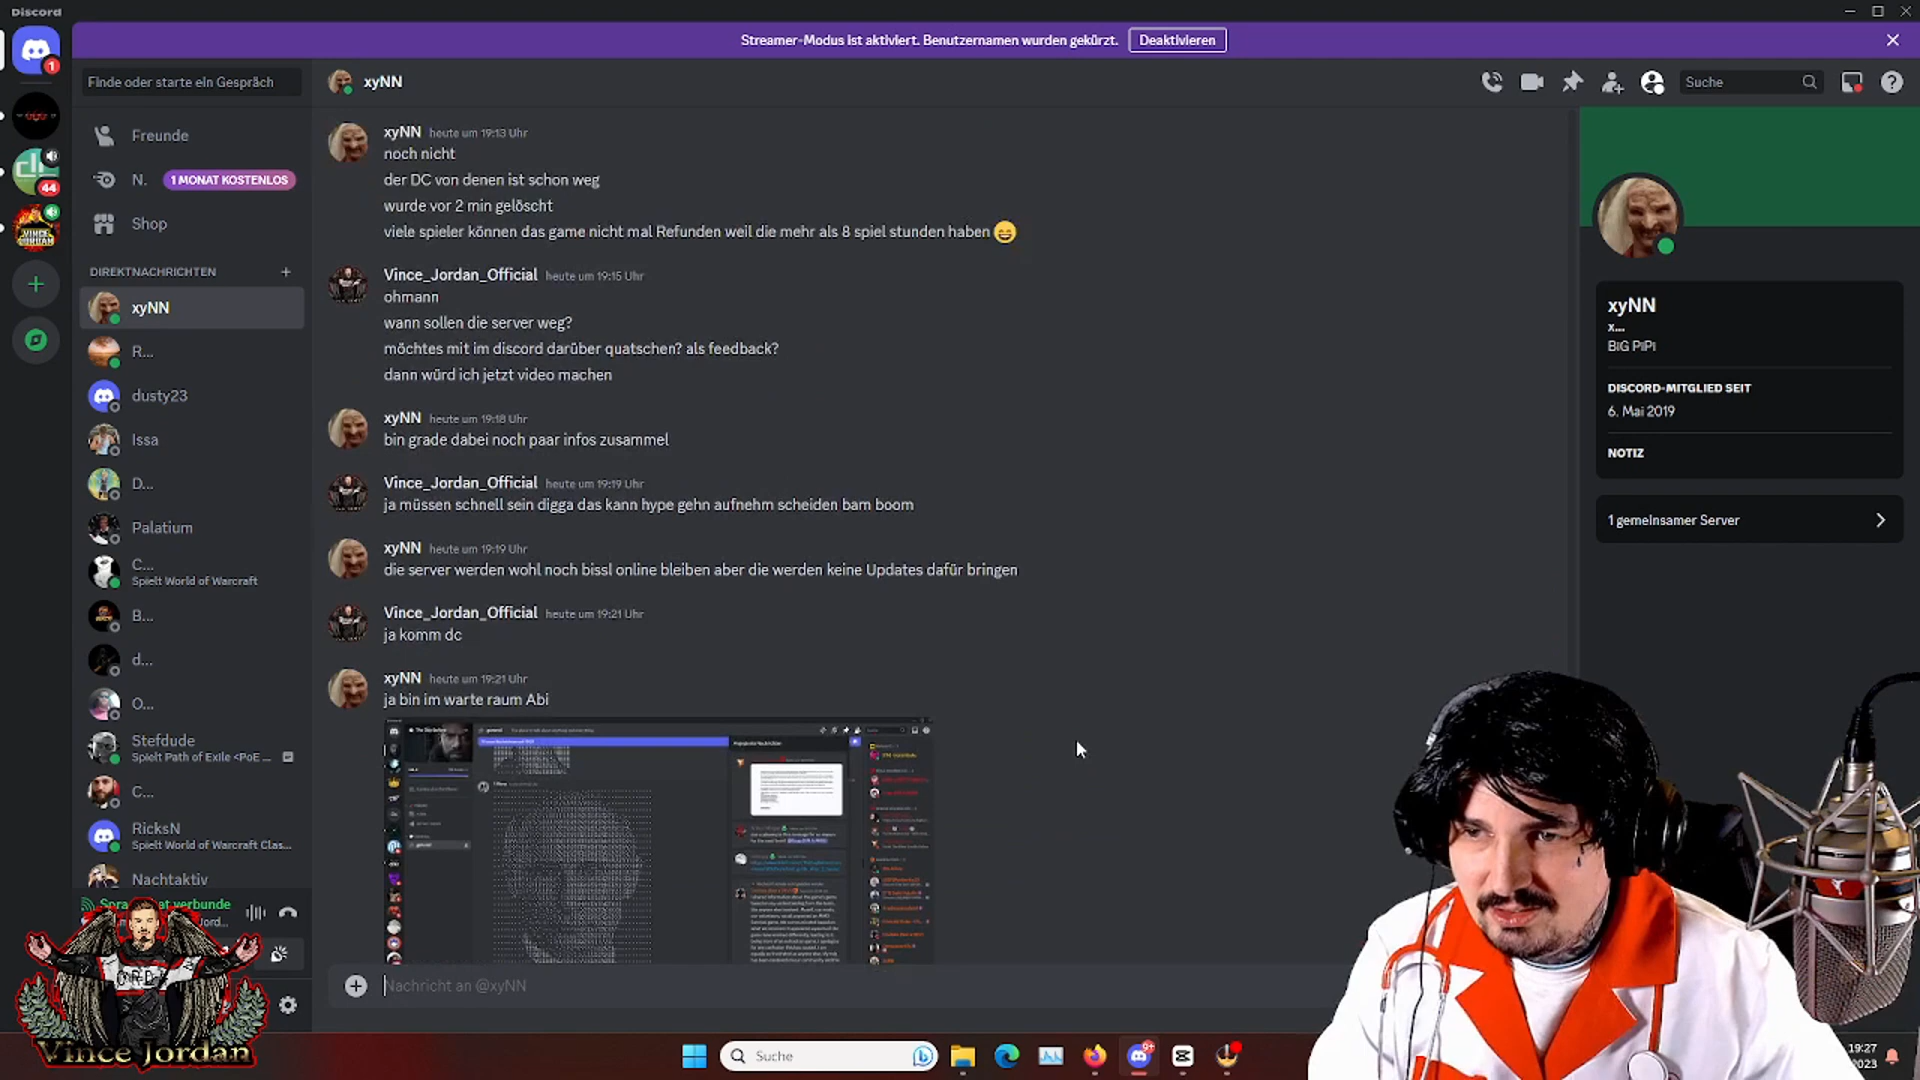 Discord
Streamer-Modus ist aktiviert. Benutzernamen wurden gekürzt. Deaktivieren
Finde oder starte ein Gespräch
xyNN
Suche
Freunde
N. 1 MONAT KOSTENLOS
Shop
DIREKTNACHRICHTEN
xyNN
R...
dusty23
Issa
D...
Palatium
C...
Spielt World of Warcraft
B...
d...
O...
Stefdude
Spielt Path of Exile <PoE ...
C...
RicksN
Spielt World of Warcraft Clas...
Nachtaktiv
xyNN heute um 19:13 Uhr
noch nicht
der DC von denen ist schon weg
wurde vor 2 min gelöscht
viele spieler können das game nicht mal Refunden weil die mehr als 8 spiel stunden haben
Vince_Jordan_Official heute um 19:15 Uhr
ohmann
wann sollen die server weg?
möchtes mit im discord darüber quatschen? als feedback?
dann würd ich jetzt video machen
xyNN heute um 19:18 Uhr
bin grade dabei noch paar infos zusammel
Vince_Jordan_Official heute um 19:19 Uhr
ja müssen schnell sein digga das kann hype gehn aufnehm scheiden bam boom
xyNN heute um 19:19 Uhr
die server werden wohl noch bissl online bleiben aber die werden keine Updates dafür bringen
Vince_Jordan_Official heute um 19:21 Uhr
ja komm dc
xyNN heute um 19:21 Uhr
ja bin im warte raum Abi
Nachricht an @xyNN
xyNN
x...
BiG PiPi
DISCORD-MITGLIED SEIT
6. Mai 2019
NOTIZ
1 gemeinsamer Server
1
44
VINCE
JORDAN
verbunde
Jord...
Vince Jordan
Suche
9+
19:27
2023